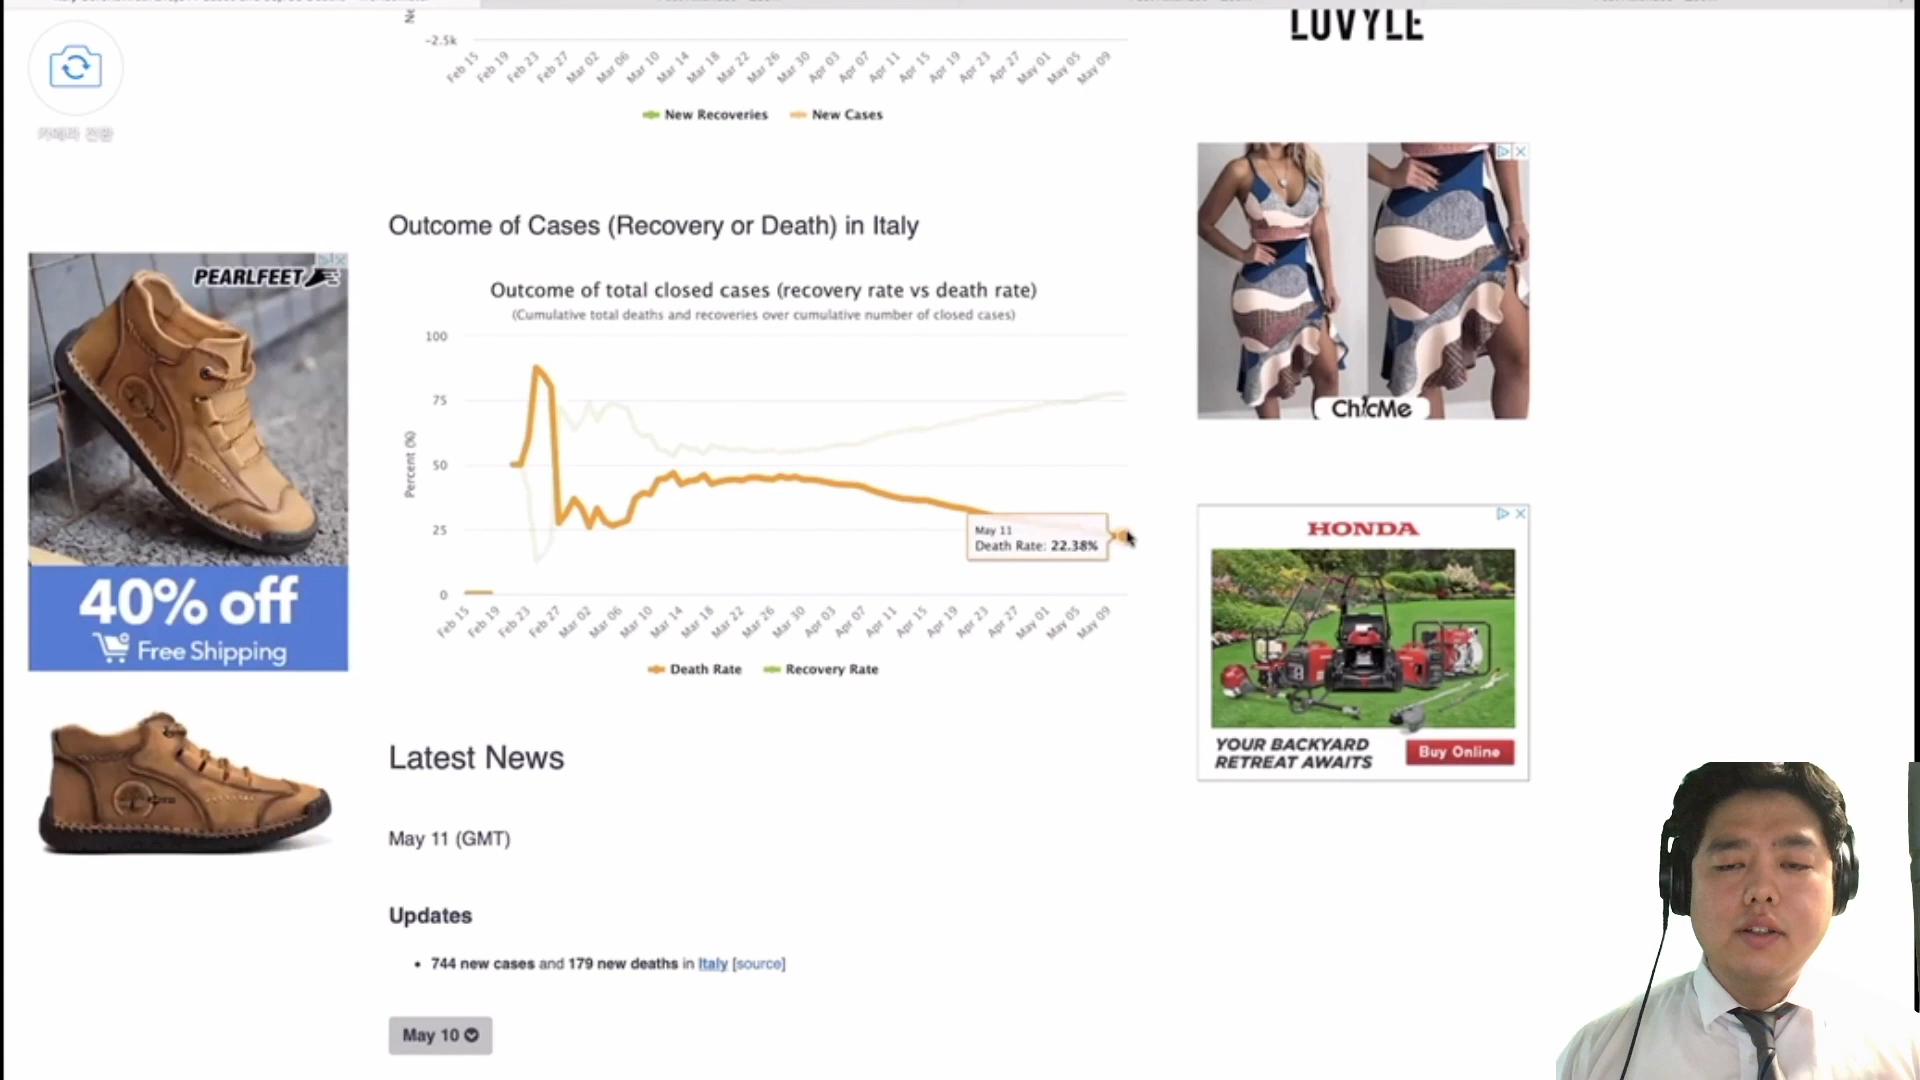 -2.5k
Feb 15
Feb 19
Feb 23
Feb 27
Mar 02
Mar 06
Mar 10
Mar 14
Mar 18
Mar 22
Mar 26
Mar 30
Apr 03
Apr 07
Apr 11
Apr 15
Apr 19
Apr 23
Apr 27
May 01
May 05
May 09
New Recoveries
New Cases
카메라 전환
LUVYLE
Outcome of Cases (Recovery or Death) in Italy
Outcome of total closed cases (recovery rate vs death rate)
(Cumulative total deaths and recoveries over cumulative number of closed cases)
Percent (%)
100
75
50
25
0
May 11
Death Rate: 22.38%
Feb 15
Feb 19
Feb 23
Feb 27
Mar 02
Mar 06
Mar 10
Mar 14
Mar 18
Mar 22
Mar 26
Mar 30
Apr 03
Apr 07
Apr 11
Apr 15
Apr 19
Apr 23
Apr 27
May 01
May 05
May 09
Death Rate
Recovery Rate
PEARLFEET
40% off
Free Shipping
ChicMe
HONDA
YOUR BACKYARD
RETREAT AWAITS
Buy Online
Latest News
May 11 (GMT)
Updates
• 744 new cases and 179 new deaths in Italy [source]
May 10